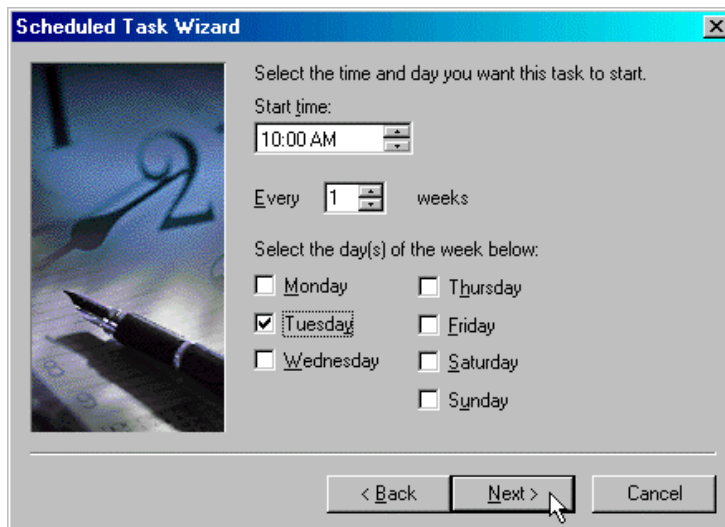 Scheduled Task Wizard
Select the time and day you want this task to start.
Start time:
10:00 AM
Every 1 weeks
Select the day(s) of the week below:
Monday
Thursday
Tuesday
Friday
Wednesday
Saturday
Sunday
< Back
Next >
Cancel